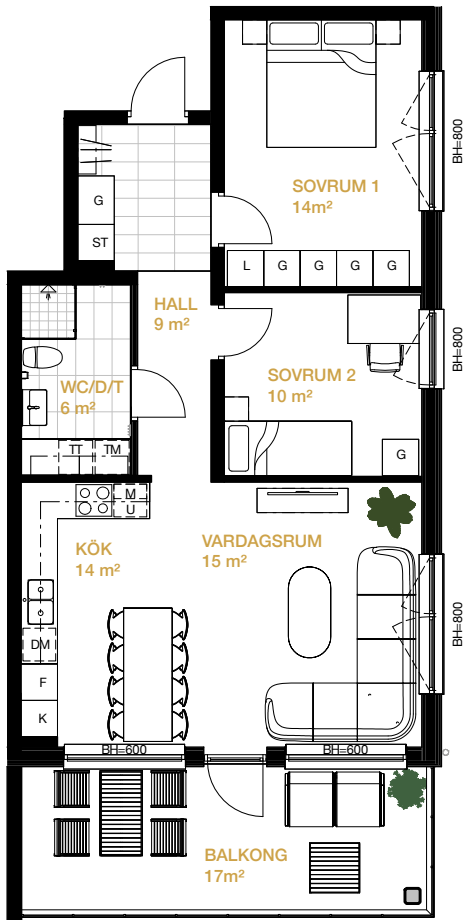 BH=800
SOVRUM 1
14m²
G
ST
L
G
G
G
G
HALL
9 m²
BH=800
SOVRUM 2
10 m²
WC/D/T
6 m²
G
TT
TM
M
U
KÖK
14 m²
VARDAGSRUM
15 m²
BH=800
DM
F
K
BH=600
BH=600
BALKONG
17m²